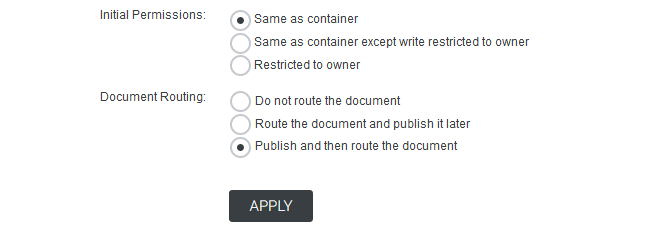 Initial Permissions: Same as container
Same as container except write restricted to owner
Restricted to owner
Document Routing: Do not route the document
Route the document and publish it later
Publish and then route the document
APPLY